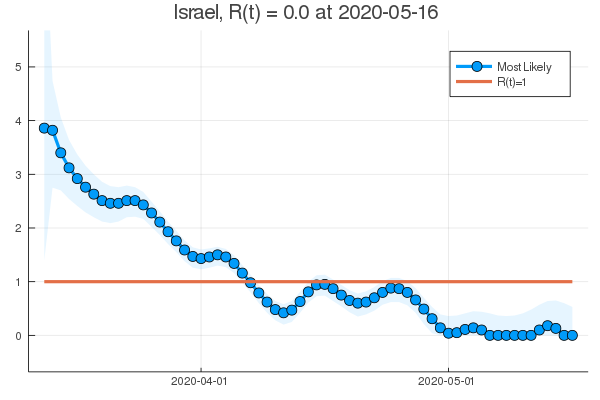 Israel, R(t) = 0.0 at 2020-05-16
Most Likely
R(t)=1
5
4
3
2
1
0
2020-04-01
2020-05-01